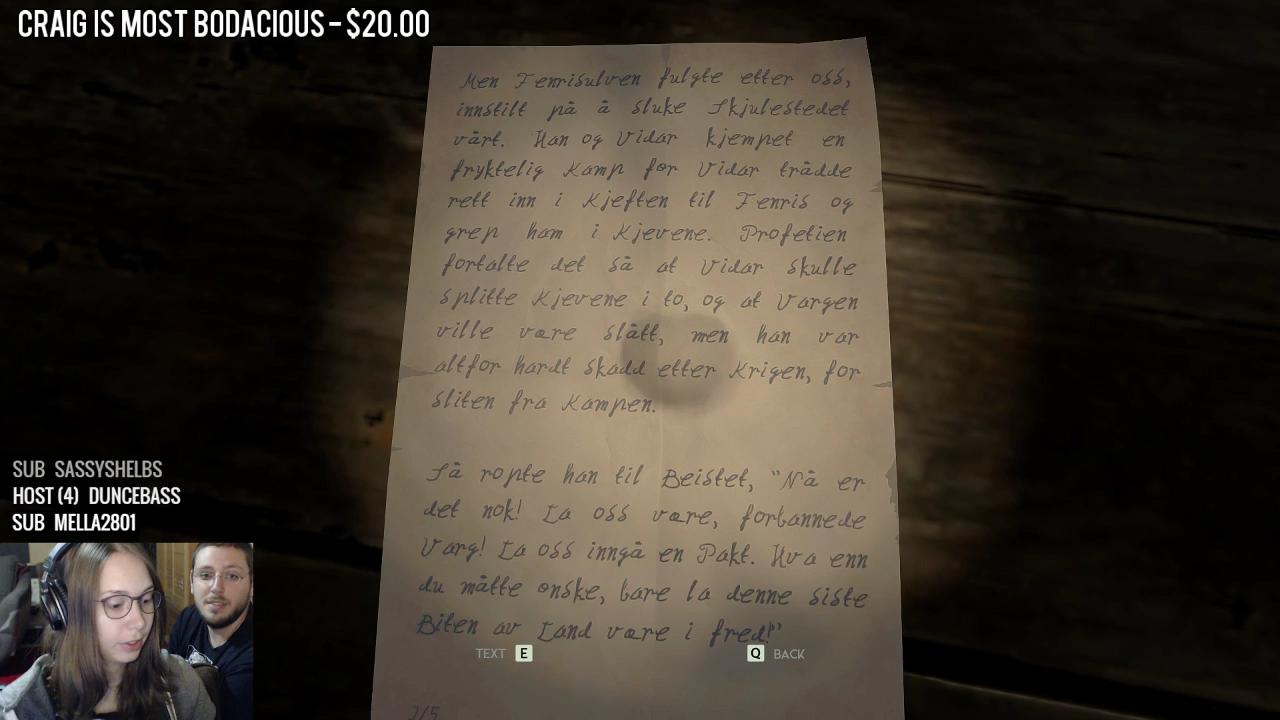 CRAIG IS MOST BODACIOUS - $20.00
Men Fenrisulven fulgte etter oss,
innstilt på å sluke Skjulestedet
vårt. Han og Vidar kjempet en
fryktelig Kamp før Vidar trådde
rett inn i Kjeften til Fenris og
grep ham i Kjevene. Profetien
fortalte det så at Vidar skulle
splitte Kjevene i to, og at Vargen
ville være slått, men han var
altfor hardt skadd etter Krigen, for
sliten fra Kampen.
Så ropte han til Beistet, "Nå er
det nok! La oss være, forbannede
Varg! La oss inngå en Pakt. Hva enn
du måtte ønske, bare la denne siste
Biten av Land være i fred!"
TEXT E
Q BACK
2/5
SUB SASSYSHELBS
HOST (4) DUNCEBASS
SUB MELLA2801